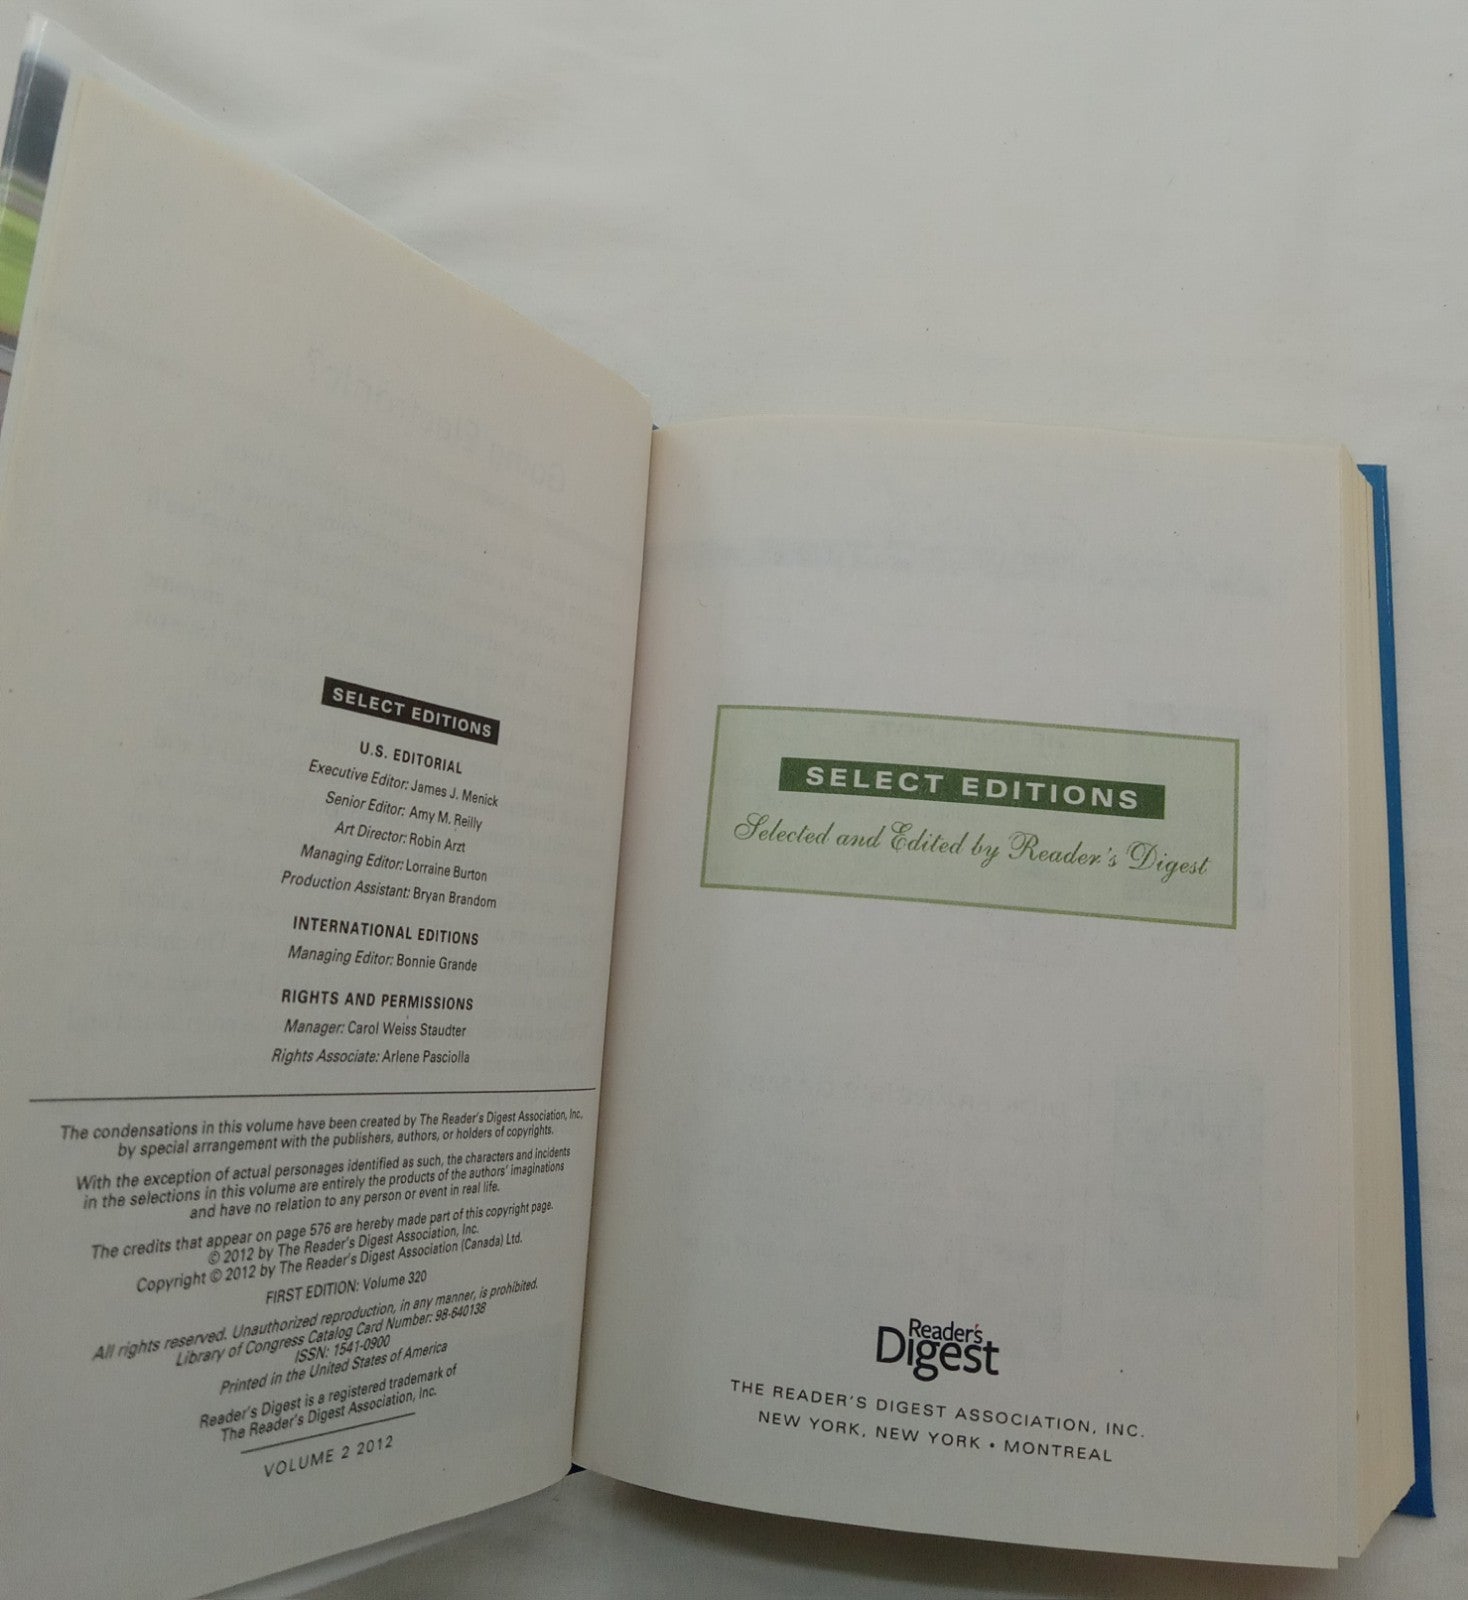 SELECT EDITIONS
U.S. EDITORIAL
Executive Editor: James J. Menick
Senior Editor: Amy M. Reilly
Art Director: Robin Arzt
Managing Editor: Lorraine Burton
Production Assistant: Bryan Brandom
INTERNATIONAL EDITIONS
Managing Editor: Bonnie Grande
RIGHTS AND PERMISSIONS
Manager: Carol Weiss Staudter
Rights Associate: Arlene Pasciolla
The condensations in this volume have been created by The Reader's Digest Association, Inc.
by special arrangement with the publishers, authors, or holders of copyrights.
With the exception of actual personages identified as such, the characters and incidents
in the selections in this volume are entirely the products of the authors' imaginations
and have no relation to any person or event in real life.
The credits that appear on page 576 are hereby made part of this copyright page.
© 2012 by The Reader's Digest Association, Inc.
Copyright © 2012 by The Reader's Digest Association (Canada) Ltd.
FIRST EDITION: Volume 320
All rights reserved. Unauthorized reproduction, in any manner, is prohibited.
Library of Congress Catalog Card Number: 98-640138
ISSN: 1541-0900
Printed in the United States of America
Reader's Digest is a registered trademark of
The Reader's Digest Association, Inc.
VOLUME 2 2012
SELECT EDITIONS
Selected and Edited by Reader's Digest
Reader's
Digest
THE READER'S DIGEST ASSOCIATION, INC.
NEW YORK, NEW YORK • MONTREAL